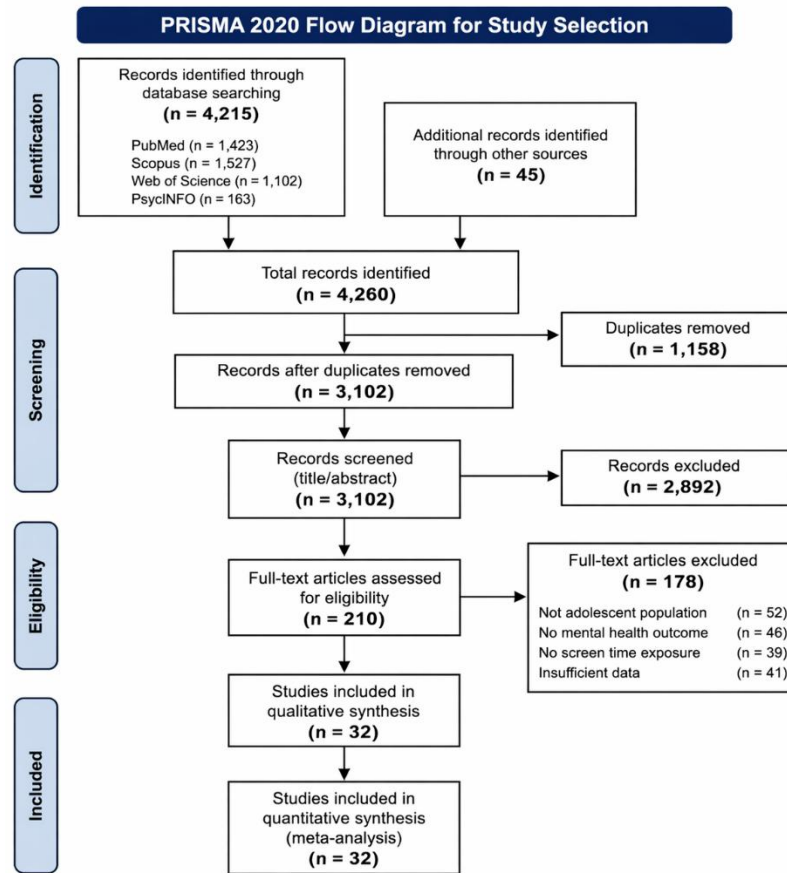 PRISMA 2020 Flow Diagram for Study Selection
Identification
Records identified through
database searching
(n = 4,215)
PubMed (n = 1,423)
Scopus (n = 1,527)
Web of Science (n = 1,102)
PsycINFO (n = 163)
Additional records identified
through other sources
(n = 45)
Screening
Total records identified
(n = 4,260)
Duplicates removed
(n = 1,158)
Records after duplicates removed
(n = 3,102)
Records screened
(title/abstract)
(n = 3,102)
Records excluded
(n = 2,892)
Eligibility
Full-text articles assessed
for eligibility
(n = 210)
Full-text articles excluded
(n = 178)
Not adolescent population (n = 52)
No mental health outcome (n = 46)
No screen time exposure (n = 39)
Insufficient data (n = 41)
Included
Studies included in
qualitative synthesis
(n = 32)
Studies included in
quantitative synthesis
(meta-analysis)
(n = 32)